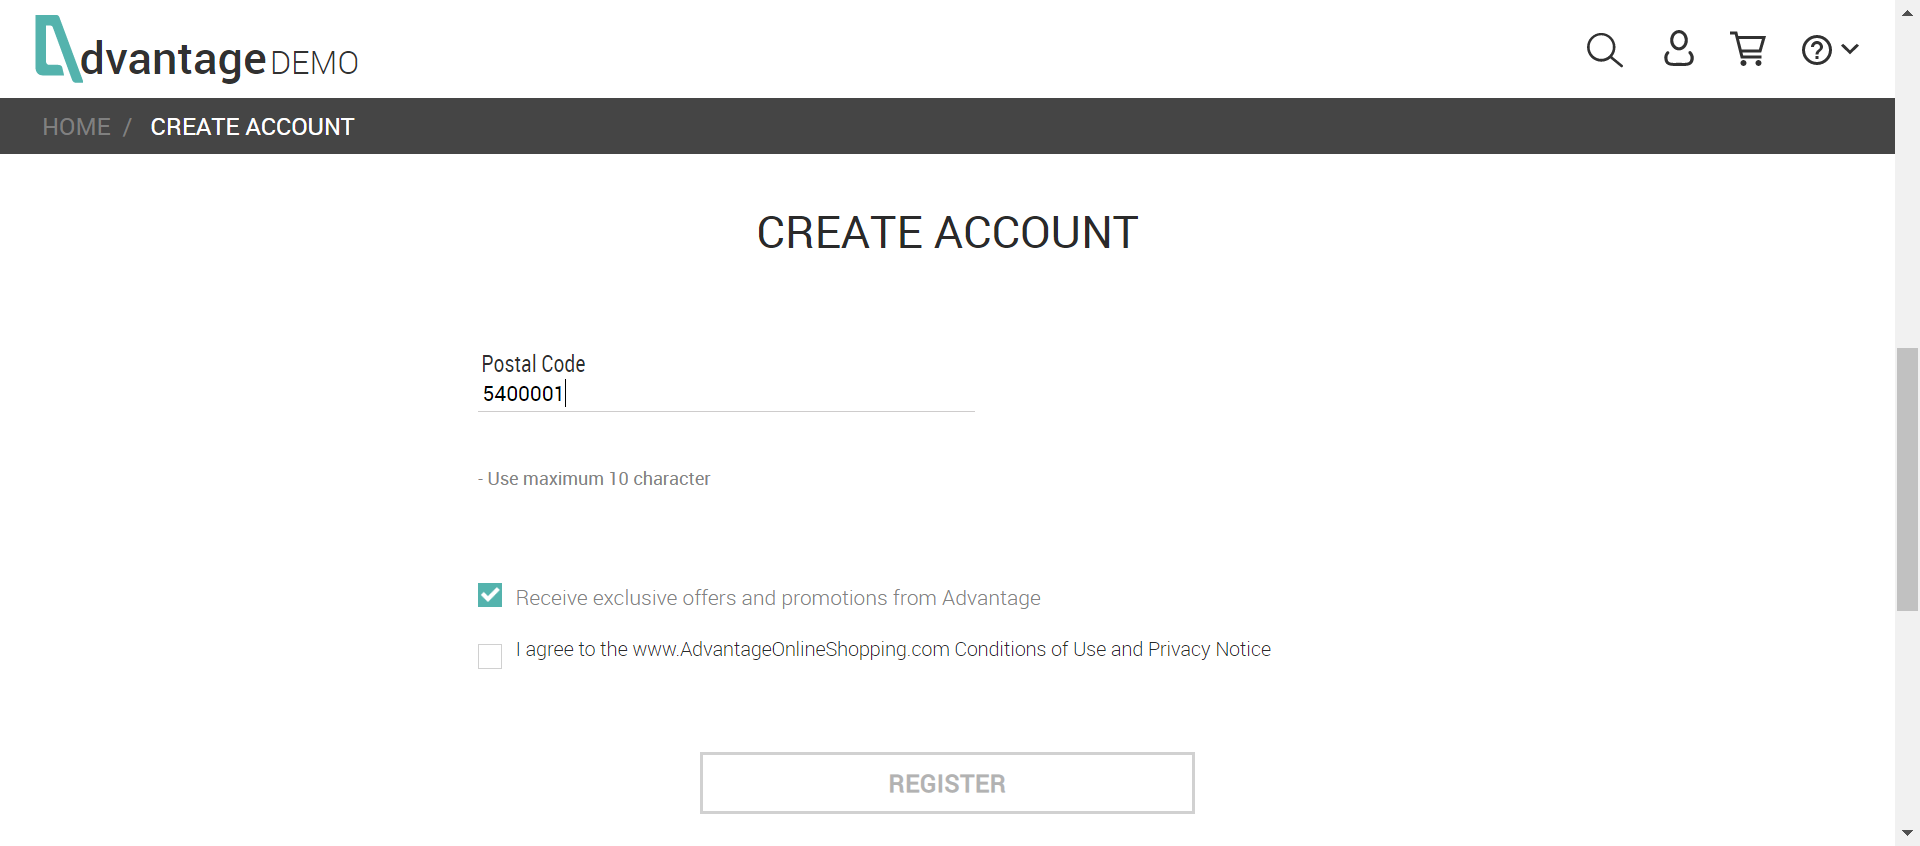 dvantage DEMO
HOME / CREATE ACCOUNT
CREATE ACCOUNT
Postal Code
5400001
- Use maximum 10 character
Receive exclusive offers and promotions from Advantage
I agree to the www.AdvantageOnlineShopping.com Conditions of Use and Privacy Notice
REGISTER